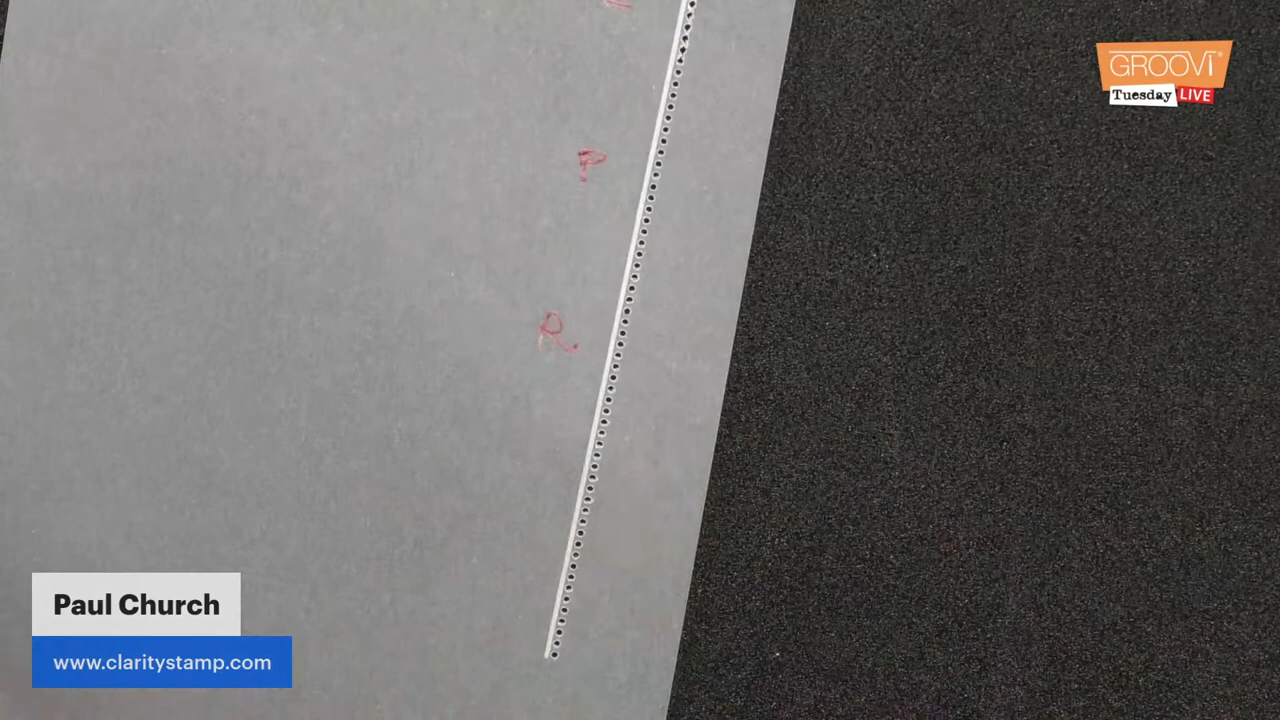 GROOVI®
Tuesday LIVE
P
R
Paul Church
www.claritystamp.com